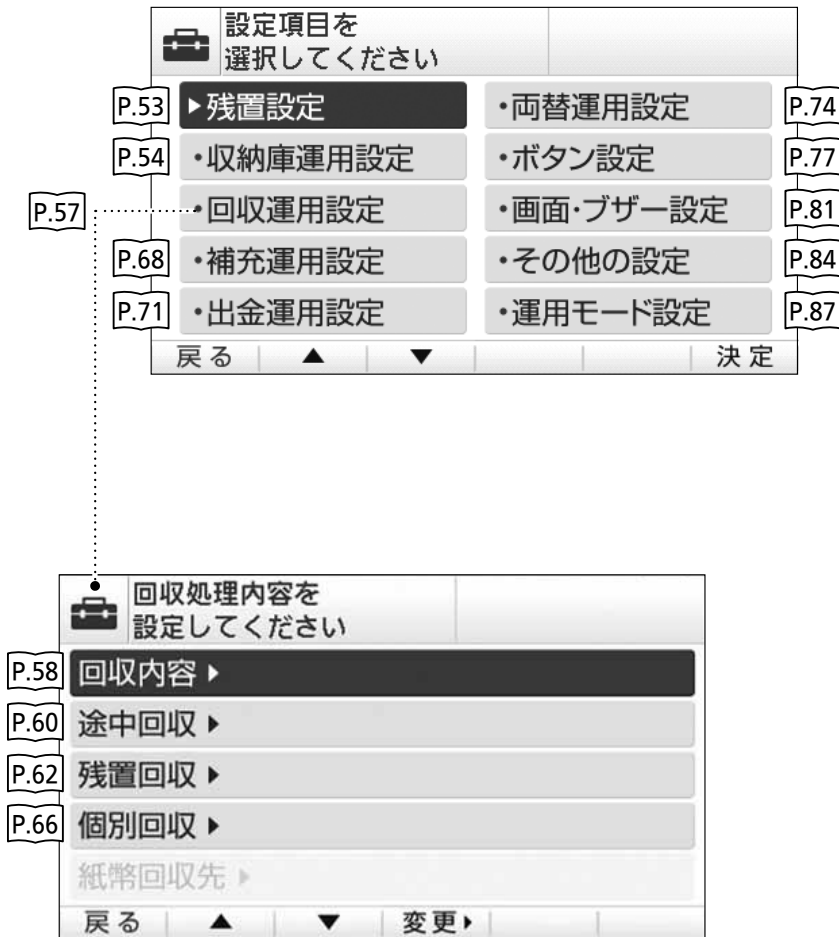 設定項目を
選択してください
P.53 ▶残置設定 ・両替運用設定 P.74
P.54 ・収納庫運用設定 ・ボタン設定 P.77
P.57 ・回収運用設定 ・画面・ブザー設定 P.81
P.68 ・補充運用設定 ・その他の設定 P.84
P.71 ・出金運用設定 ・運用モード設定 P.87
戻る ▲ ▼ 決定
回収処理内容を
設定してください
P.58 回収内容▶
P.60 途中回収▶
P.62 残置回収▶
P.66 個別回収▶
紙幣回収先▶
戻る ▲ ▼ 変更▶